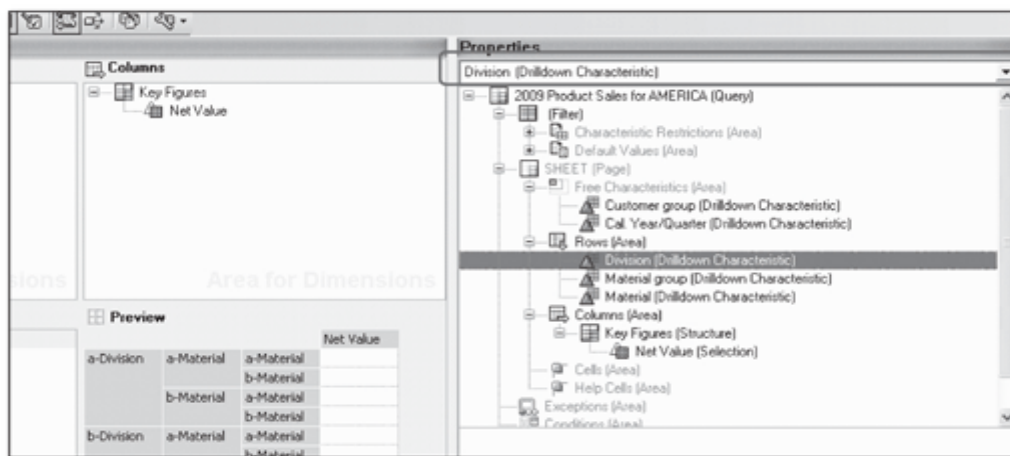 Properties
Columns
Division (Drilldown Characteristic)
Key Figures
Net Value
2009 Product Sales for AMERICA (Query)
(Filter)
Characteristic Restrictions (Area)
Default Values (Area)
SHEET (Page)
Free Characteristics (Area)
Customer group (Drilldown Characteristic)
Cal. Year/Quarter (Drilldown Characteristic)
Rows (Area)
Division (Drilldown Characteristic)
Material group (Drilldown Characteristic)
Material (Drilldown Characteristic)
Columns (Area)
Key Figures (Structure)
Net Value (Selection)
Cells (Area)
Help Cells (Area)
Exceptions (Area)
Conditions (Area)
sions
Area for Dimensions
Preview
Net Value
a-Division a-Material a-Material
b-Material
b-Material a-Material
b-Material
b-Division a-Material a-Material
b-Material